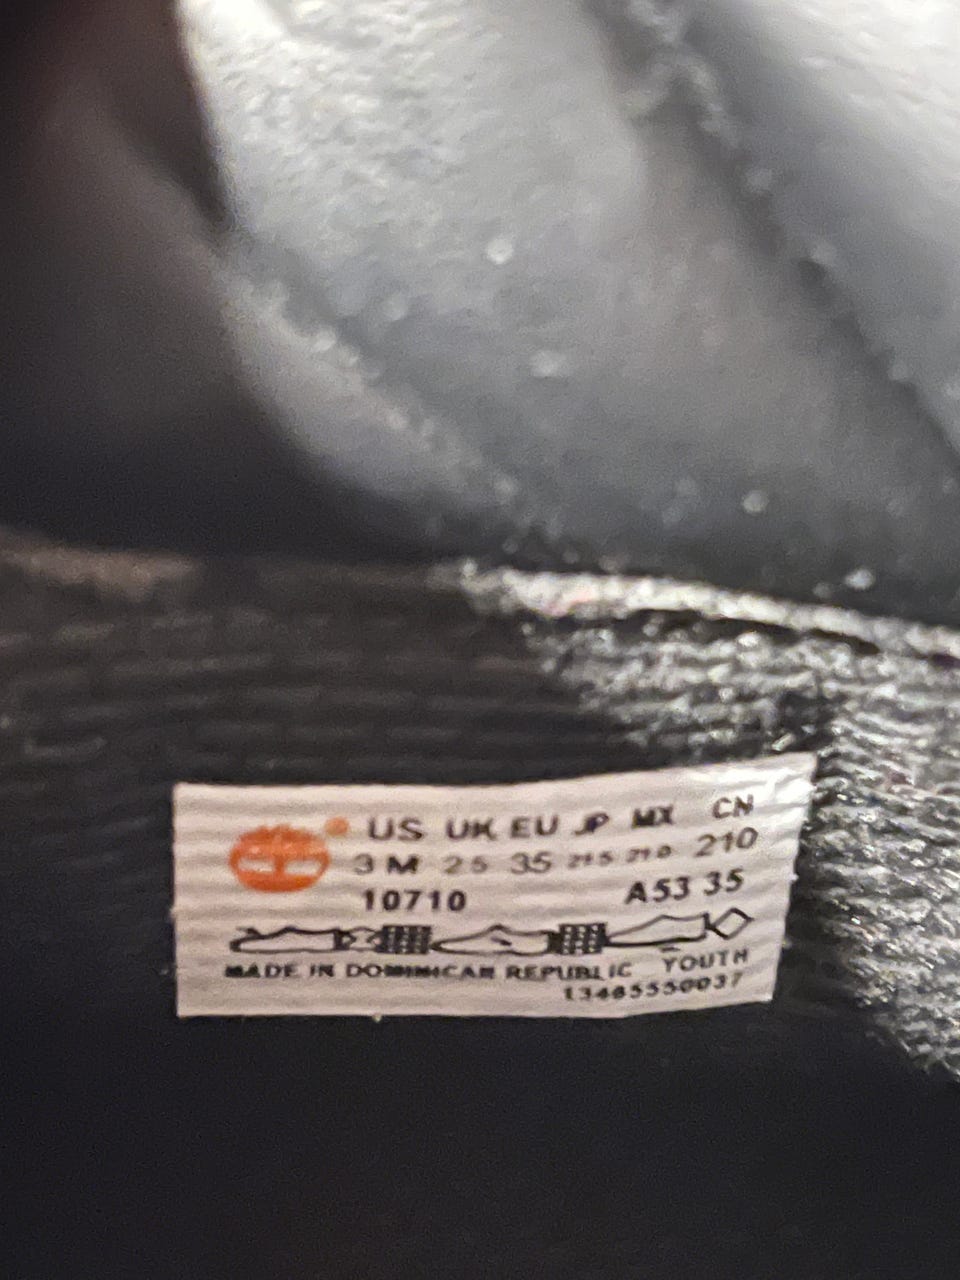 US UK EU JP MX CN
3 M 2.5 35 21.5 21.0 210
10710 A53 35
MADE IN DOMINICAN REPUBLIC YOUTH